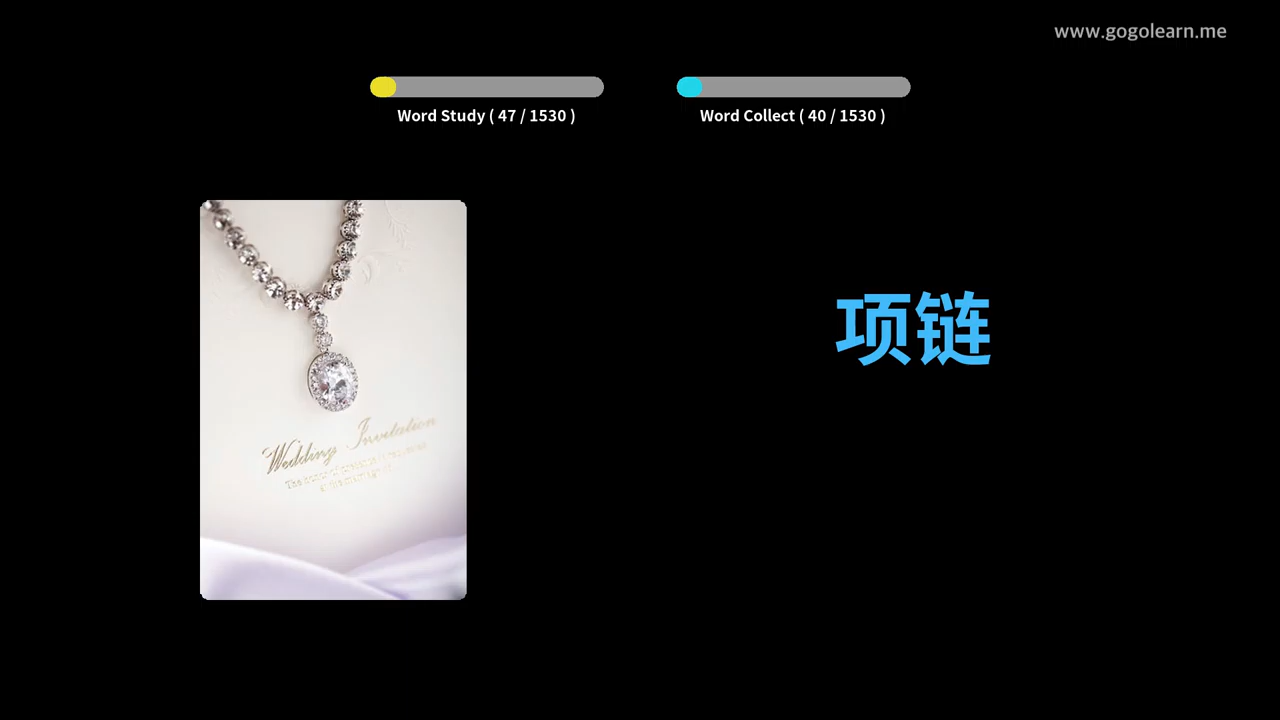 www.gogolearn.me
Word Study ( 47 / 1530 )
Word Collect ( 40 / 1530 )
项链
Wedding Invitation